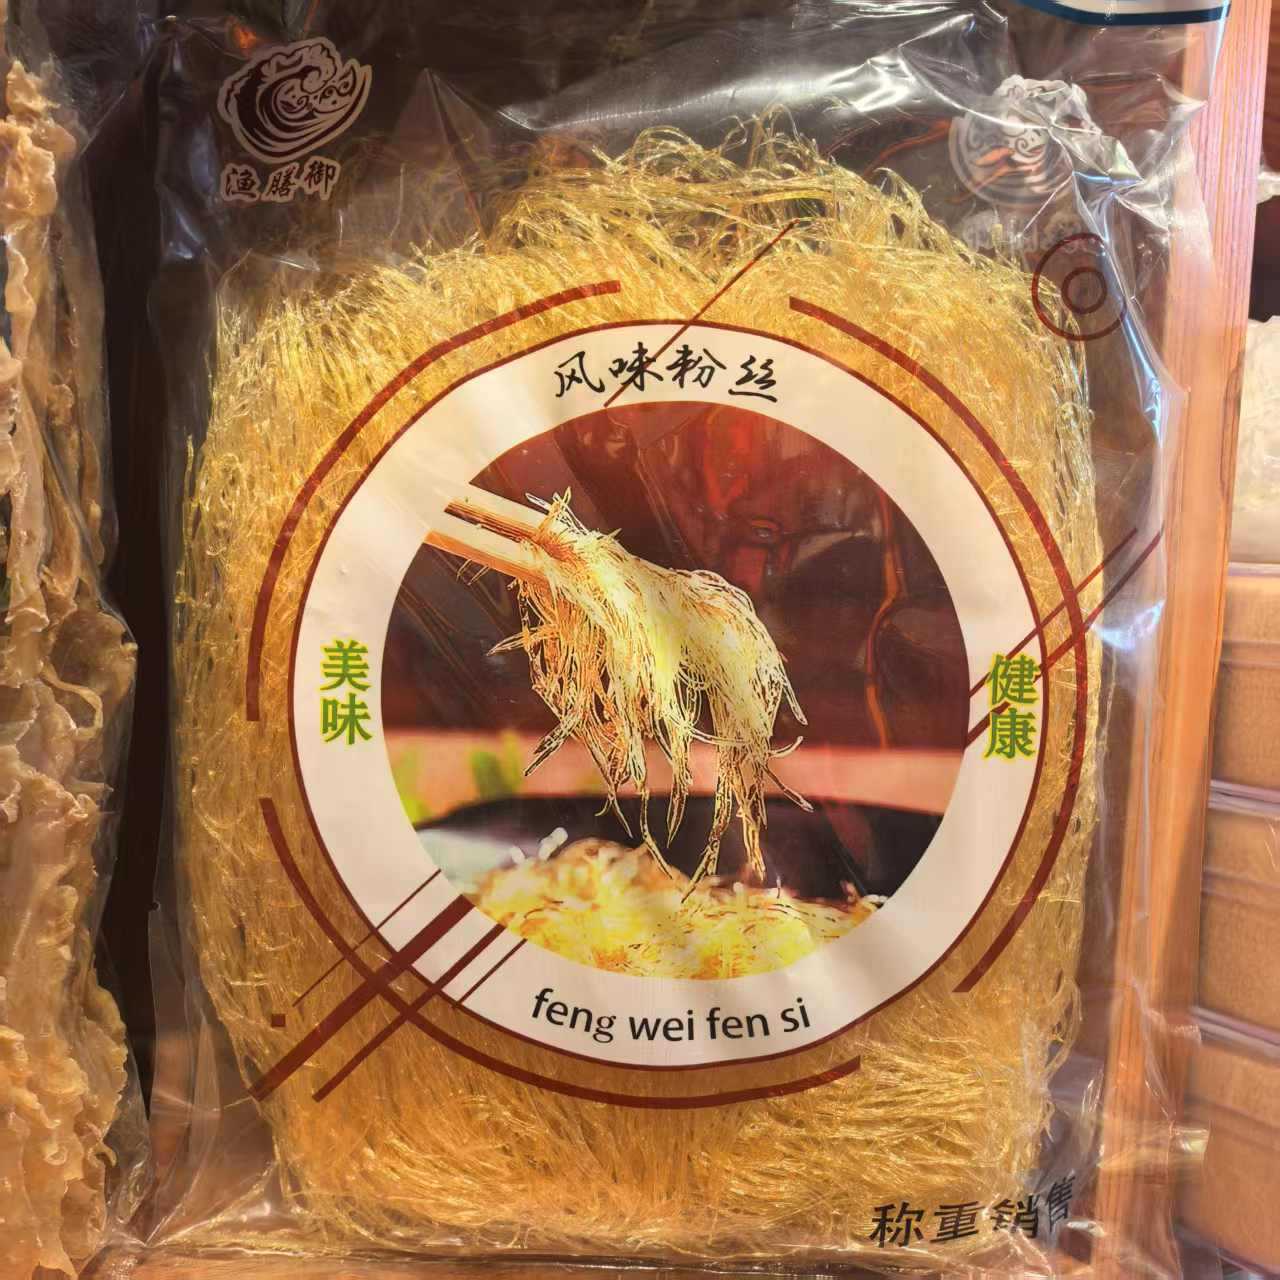 渔膳御
风味粉丝
美味
健康
feng wei fen si
称重销售